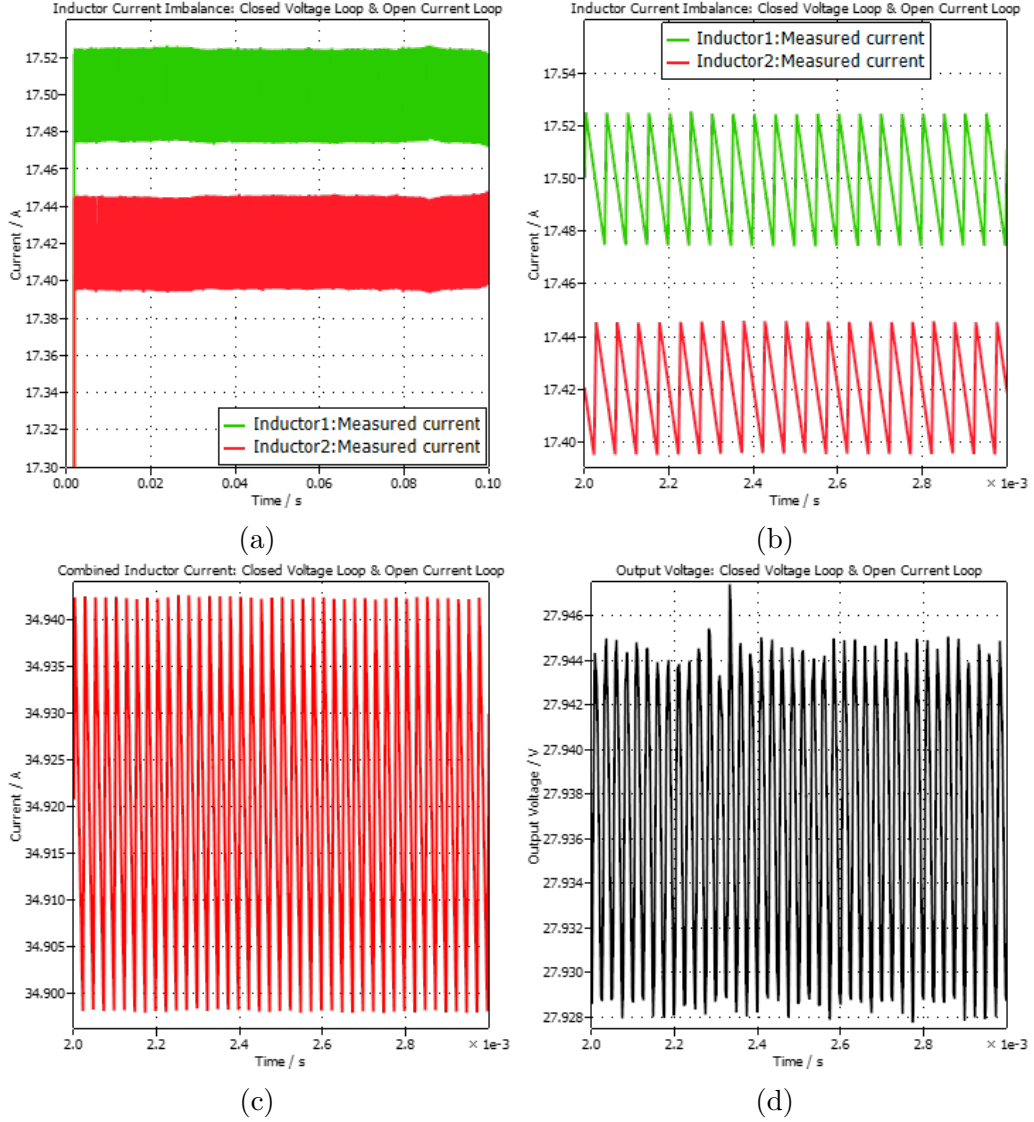 Inductor Current Imbalance: Closed Voltage Loop & Open Current Loop
17.52
17.50
17.48
17.46
17.44
17.42
17.40
17.38
17.36
17.34
17.32
17.30
Current / A
Inductor1:Measured current
Inductor2:Measured current
0.00 0.02 0.04 0.06 0.08 0.10
Time / s
(a)
Inductor Current Imbalance: Closed Voltage Loop & Open Current Loop
Inductor1:Measured current
Inductor2:Measured current
17.54
17.52
17.50
17.48
17.46
17.44
17.42
17.40
Current / A
2.0 2.2 2.4 2.6 2.8 × 1e-3
Time / s
(b)
Combined Inductor Current: Closed Voltage Loop & Open Current Loop
34.940
34.935
34.930
34.925
34.920
34.915
34.910
34.905
34.900
Current / A
2.0 2.2 2.4 2.6 2.8 × 1e-3
Time / s
(c)
Output Voltage: Closed Voltage Loop & Open Current Loop
27.946
27.944
27.942
27.940
27.938
27.936
27.934
27.932
27.930
27.928
Output Voltage / V
2.0 2.2 2.4 2.6 2.8 × 1e-3
Time / s
(d)